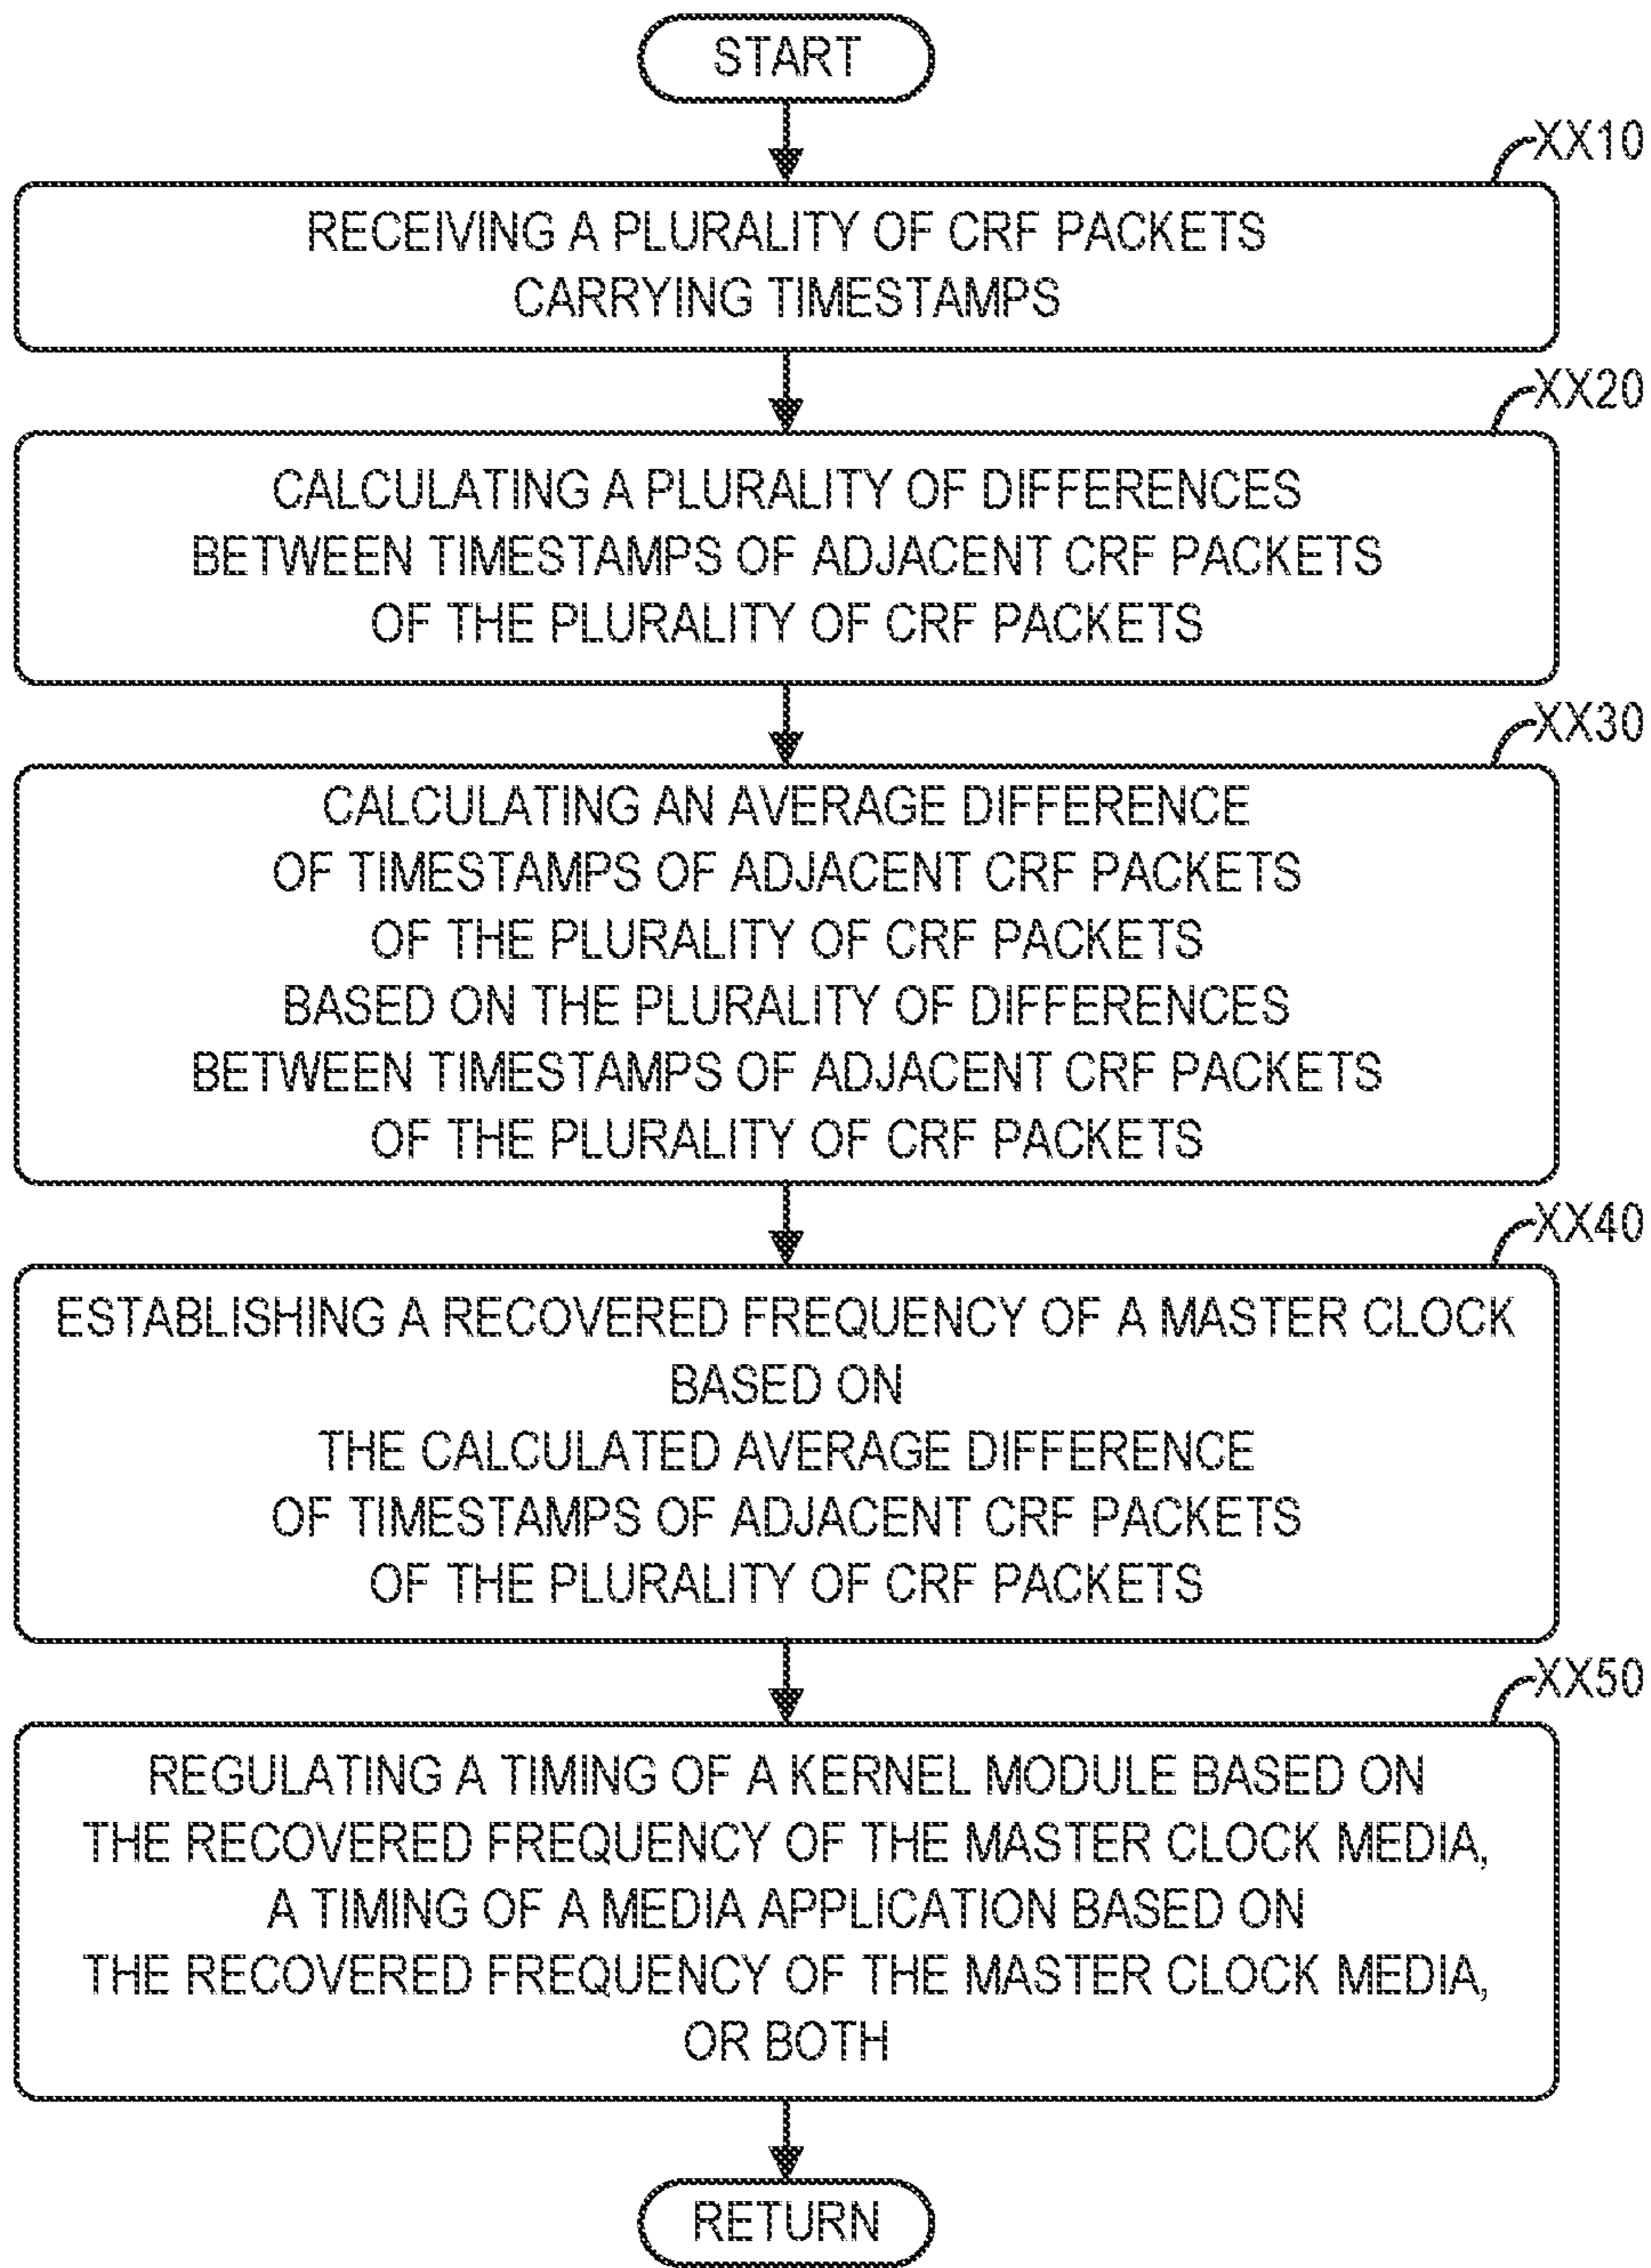 START
XX10
RECEIVING A PLURALITY OF CRF PACKETS
CARRYING TIMESTAMPS
XX20
CALCULATING A PLURALITY OF DIFFERENCES
BETWEEN TIMESTAMPS OF ADJACENT CRF PACKETS
OF THE PLURALITY OF CRF PACKETS
XX30
CALCULATING AN AVERAGE DIFFERENCE
OF TIMESTAMPS OF ADJACENT CRF PACKETS
OF THE PLURALITY OF CRF PACKETS
BASED ON THE PLURALITY OF DIFFERENCES
BETWEEN TIMESTAMPS OF ADJACENT CRF PACKETS
OF THE PLURALITY OF CRF PACKETS
XX40
ESTABLISHING A RECOVERED FREQUENCY OF A MASTER CLOCK
BASED ON
THE CALCULATED AVERAGE DIFFERENCE
OF TIMESTAMPS OF ADJACENT CRF PACKETS
OF THE PLURALITY OF CRF PACKETS
XX50
REGULATING A TIMING OF A KERNEL MODULE BASED ON
THE RECOVERED FREQUENCY OF THE MASTER CLOCK MEDIA,
A TIMING OF A MEDIA APPLICATION BASED ON
THE RECOVERED FREQUENCY OF THE MASTER CLOCK MEDIA,
OR BOTH
RETURN